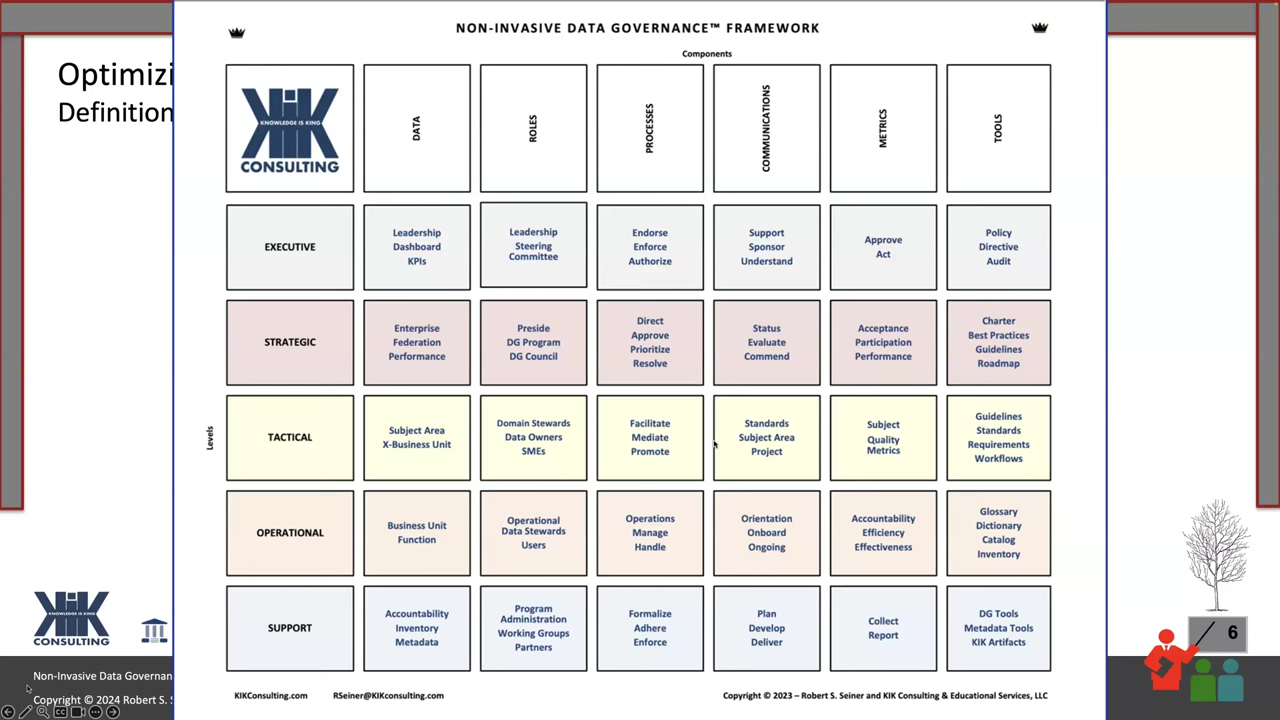 NON-INVASIVE DATA GOVERNANCE™ FRAMEWORK
Components
Optimizi
Definition
KIK
KNOWLEDGE IS KING
CONSULTING
DATA
ROLES
PROCESSES
COMMUNICATIONS
METRICS
TOOLS
Levels
EXECUTIVE
Leadership
Dashboard
KPIs
Leadership
Steering
Committee
Endorse
Enforce
Authorize
Support
Sponsor
Understand
Approve
Act
Policy
Directive
Audit
STRATEGIC
Enterprise
Federation
Performance
Preside
DG Program
DG Council
Direct
Approve
Prioritize
Resolve
Status
Evaluate
Commend
Acceptance
Participation
Performance
Charter
Best Practices
Guidelines
Roadmap
TACTICAL
Subject Area
X-Business Unit
Domain Stewards
Data Owners
SMEs
Facilitate
Mediate
Promote
Standards
Subject Area
Project
Subject
Quality
Metrics
Guidelines
Standards
Requirements
Workflows
OPERATIONAL
Business Unit
Function
Operational
Data Stewards
Users
Operations
Manage
Handle
Orientation
Onboard
Ongoing
Accountability
Efficiency
Effectiveness
Glossary
Dictionary
Catalog
Inventory
SUPPORT
Accountability
Inventory
Metadata
Program
Administration
Working Groups
Partners
Formalize
Adhere
Enforce
Plan
Develop
Deliver
Collect
Report
DG Tools
Metadata Tools
KIK Artifacts
KIK
KNOWLEDGE IS KING
CONSULTING
6
Non-Invasive Data Governan
Copyright © 2024 Robert S. S
KIKConsulting.com RSeiner@KIKconsulting.com
Copyright © 2023 – Robert S. Seiner and KIK Consulting & Educational Services, LLC